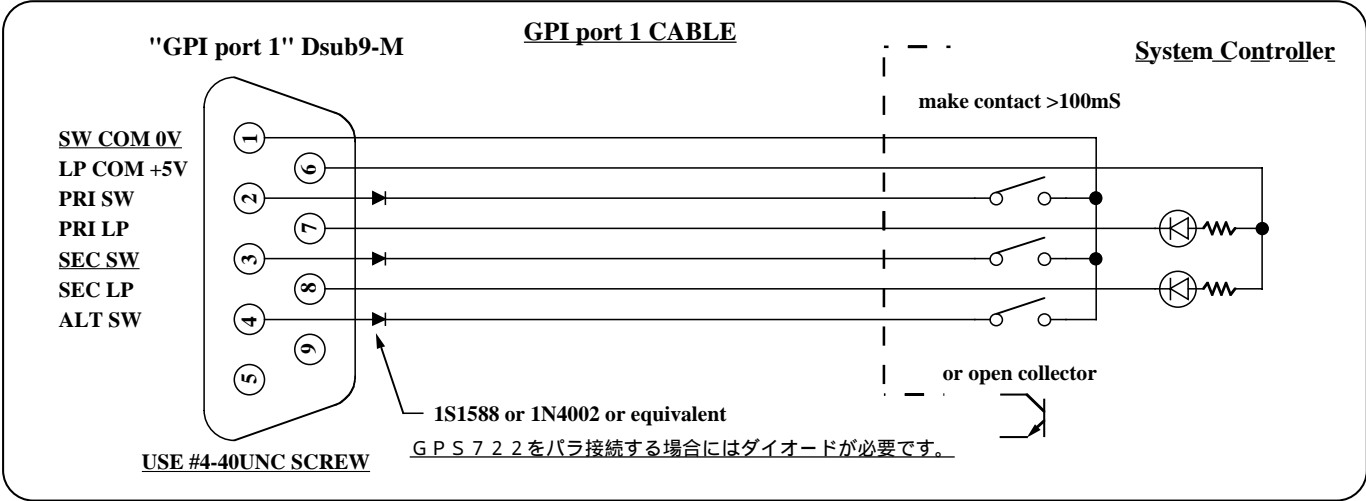 GPI port 1 CABLE
"GPI port 1" Dsub9-M
System Controller
make contact >100mS
SW COM 0V
LP COM +5V
PRI SW
PRI LP
SEC SW
SEC LP
ALT SW
1
6
2
7
3
8
4
9
5
or open collector
1S1588 or 1N4002 or equivalent
ＧＰＳ７２２をパラ接続する場合にはダイオードが必要です。
USE #4-40UNC SCREW